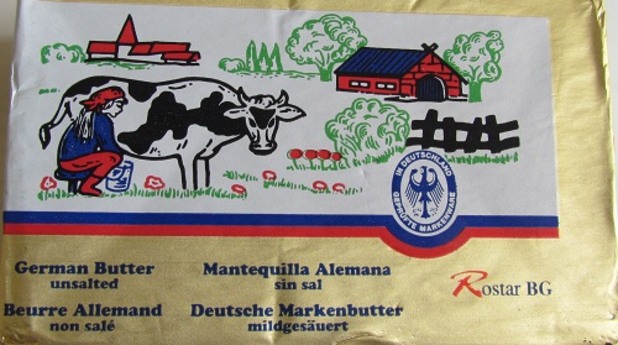 IN DEUTSCHLAND
GEPRÜFTE MARKENWARE
German Butter
unsalted
Mantequilla Alemana
sin sal
Beurre Allemand
non salé
Deutsche Markenbutter
mildgesäuert
Rostar BG